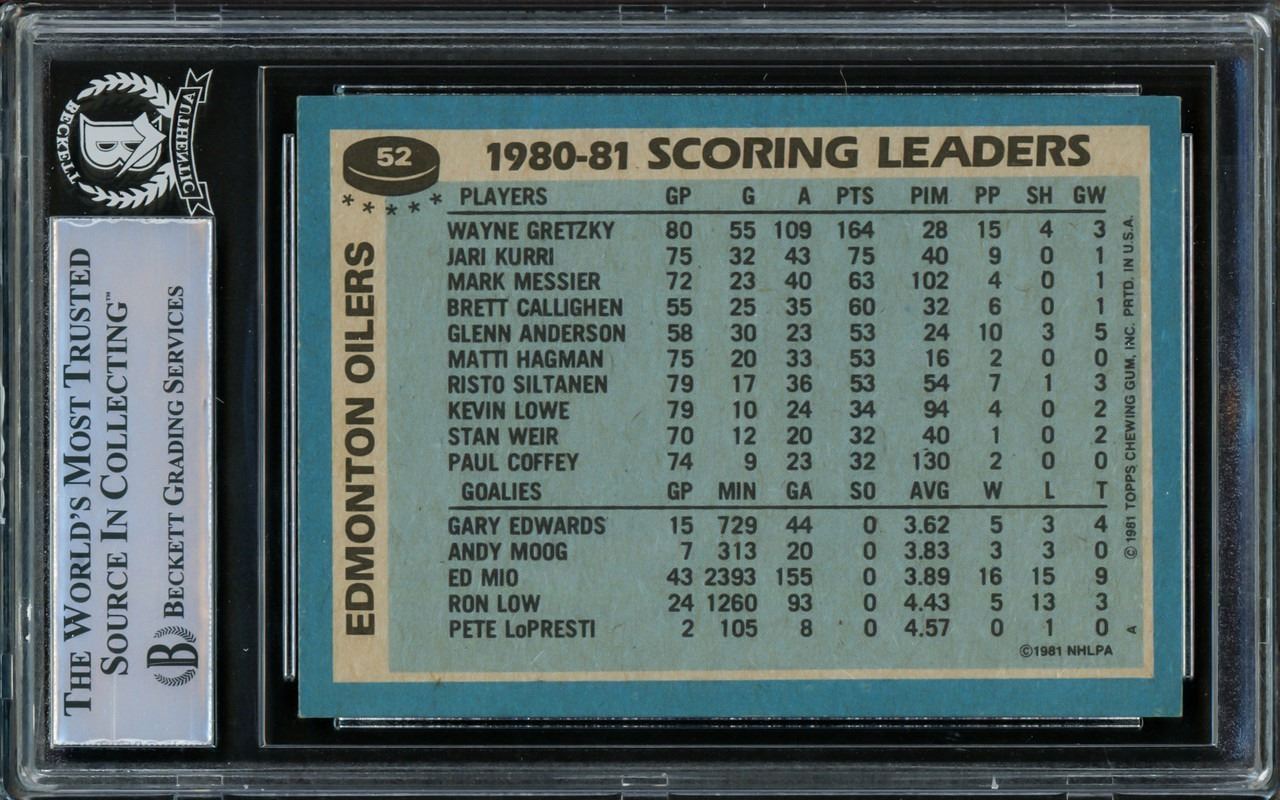 BECKETT
AUTHENTIC
B
THE WORLD'S MOST TRUSTED
SOURCE IN COLLECTING™
B BECKETT GRADING SERVICES
52
1980-81 SCORING LEADERS
EDMONTON OILERS
PLAYERS GP G A PTS PIM PP SH GW
WAYNE GRETZKY 80 55 109 164 28 15 4 3
JARI KURRI 75 32 43 75 40 9 0 1
MARK MESSIER 72 23 40 63 102 4 0 1
BRETT CALLIGHEN 55 25 35 60 32 6 0 1
GLENN ANDERSON 58 30 23 53 24 10 3 5
MATTI HAGMAN 75 20 33 53 16 2 0 0
RISTO SILTANEN 79 17 36 53 54 7 1 3
KEVIN LOWE 79 10 24 34 94 4 0 2
STAN WEIR 70 12 20 32 40 1 0 2
PAUL COFFEY 74 9 23 32 130 2 0 0
GOALIES GP MIN GA SO AVG W L T
GARY EDWARDS 15 729 44 0 3.62 5 3 4
ANDY MOOG 7 313 20 0 3.83 3 3 0
ED MIO 43 2393 155 0 3.89 16 15 9
RON LOW 24 1260 93 0 4.43 5 13 3
PETE LoPRESTI 2 105 8 0 4.57 0 1 0
©1981 NHLPA
A
©1981 TOPPS CHEWING GUM, INC. PRTD. IN U.S.A.